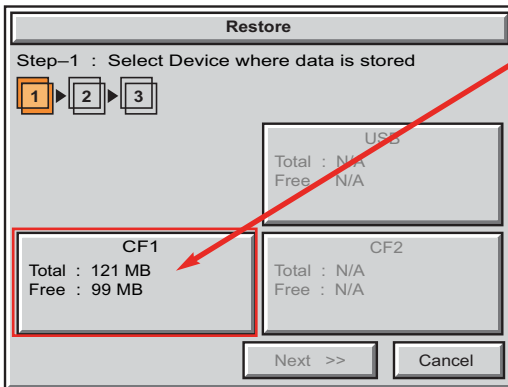 Restore
Step–1 : Select Device where data is stored
1 2 3
USB
Total : N/A
Free : N/A
CF1
Total : 121 MB
Free : 99 MB
CF2
Total : N/A
Free : N/A
Next >>
Cancel